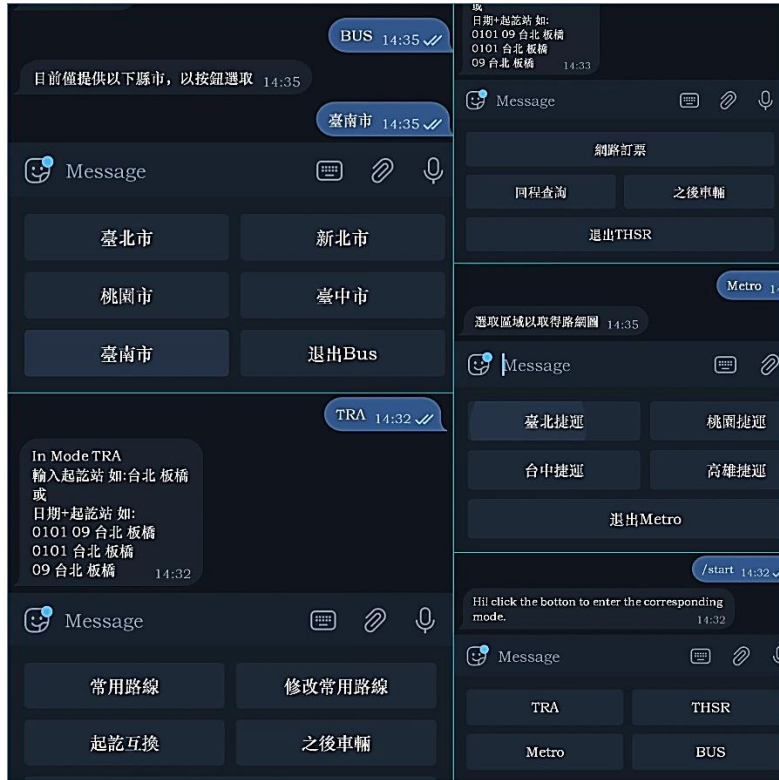 BUS 14:35
目前僅提供以下縣市，以按鈕選取 14:35
臺南市 14:35
Message
臺北市
新北市
桃園市
臺中市
臺南市
退出Bus
TRA 14:32
In Mode TRA
輸入起訖站 如:台北 板橋
或
日期+起訖站 如:
0101 09 台北 板橋
0101 台北 板橋
09 台北 板橋 14:32
Message
常用路線
修改常用路線
起訖互換
之後車輛
或
日期+起訖站 如:
0101 09 台北 板橋
0101 台北 板橋
09 台北 板橋 14:33
Message
網路訂票
回程查詢
之後車輛
退出THSR
Metro 14
選取區域以取得路網圖 14:35
Message
臺北捷運
桃園捷運
台中捷運
高雄捷運
退出Metro
/start 14:32
Hi! click the botton to enter the corresponding
mode. 14:32
Message
TRA
THSR
Metro
BUS